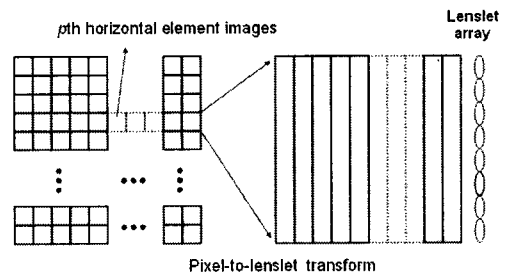 Lenslet
array
pth horizontal element images
Pixel-to-lenslet transform